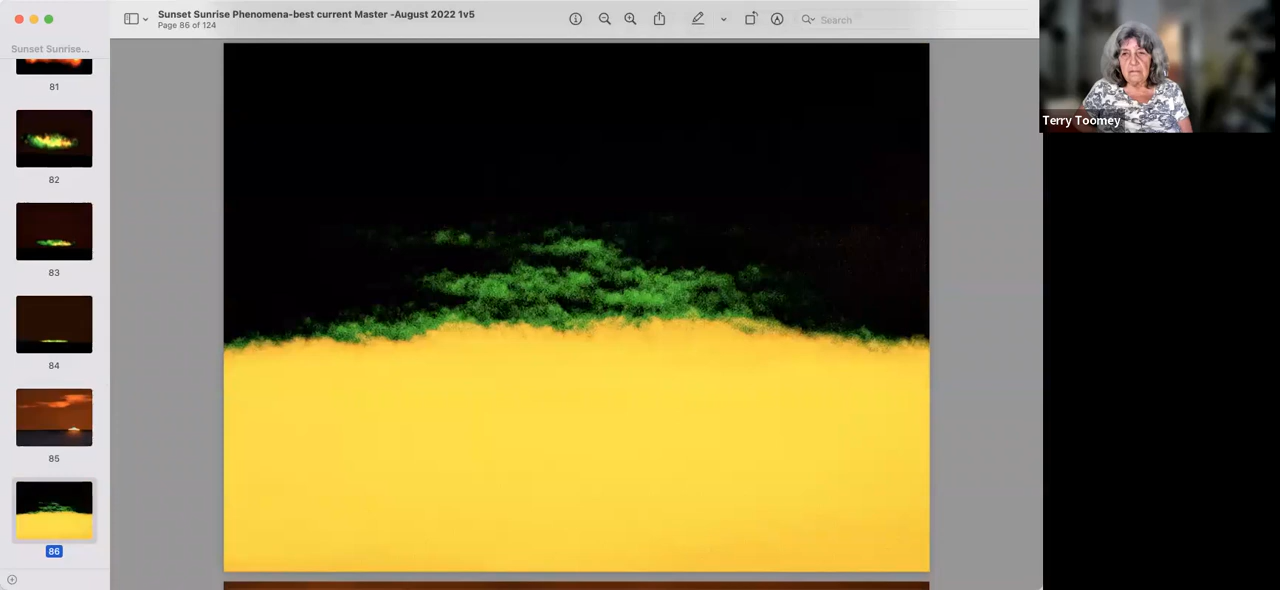 Sunset Sunrise Phenomena-best current Master -August 2022 1v5
Page 86 of 124
Search
Sunset Sunrise...
81
82
83
84
85
86
Terry Toomey